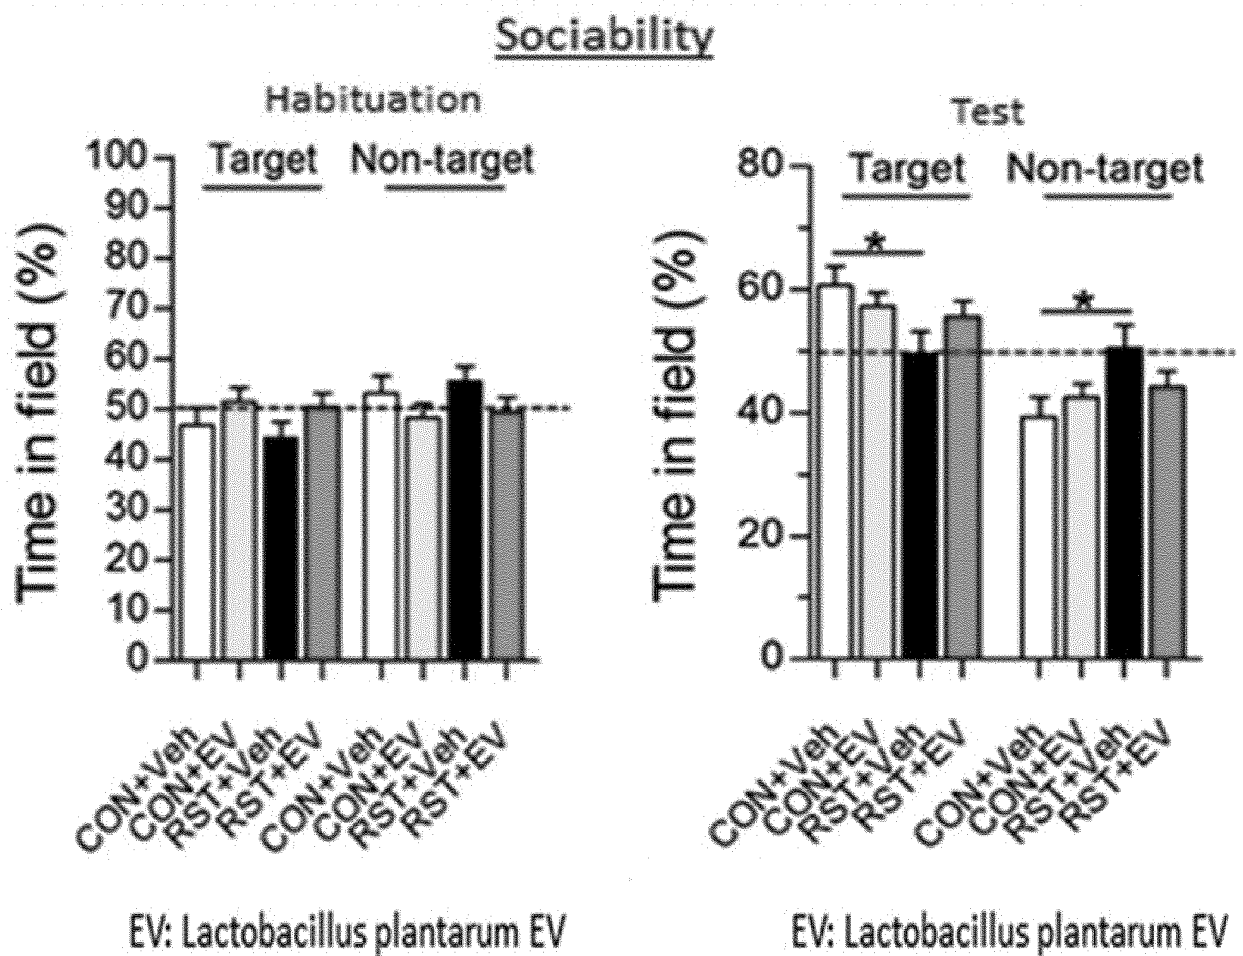 Sociability
Habituation
Target Non-target
Time in field (%)
100
90
80
70
60
50
40
30
20
10
0
CON+Veh
CON+EV
RST+Veh
RST+EV
CON+Veh
CON+EV
RST+Veh
RST+EV
EV: Lactobacillus plantarum EV
Test
Target Non-target
Time in field (%)
80
60
40
20
0
*
*
CON+Veh
CON+EV
RST+Veh
RST+EV
CON+Veh
CON+EV
RST+Veh
RST+EV
EV: Lactobacillus plantarum EV